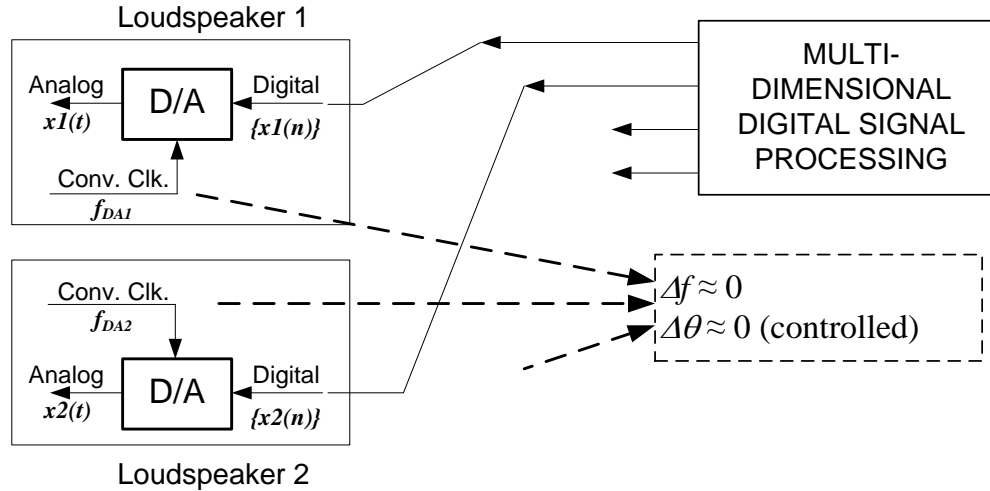 Loudspeaker 1
Analog
x1(t)
D/A
Digital
{x1(n)}
Conv. Clk.
fDA1
MULTI-
DIMENSIONAL
DIGITAL SIGNAL
PROCESSING
Conv. Clk.
fDA2
Analog
x2(t)
D/A
Digital
{x2(n)}
Loudspeaker 2
Δf ≈ 0
Δθ ≈ 0 (controlled)